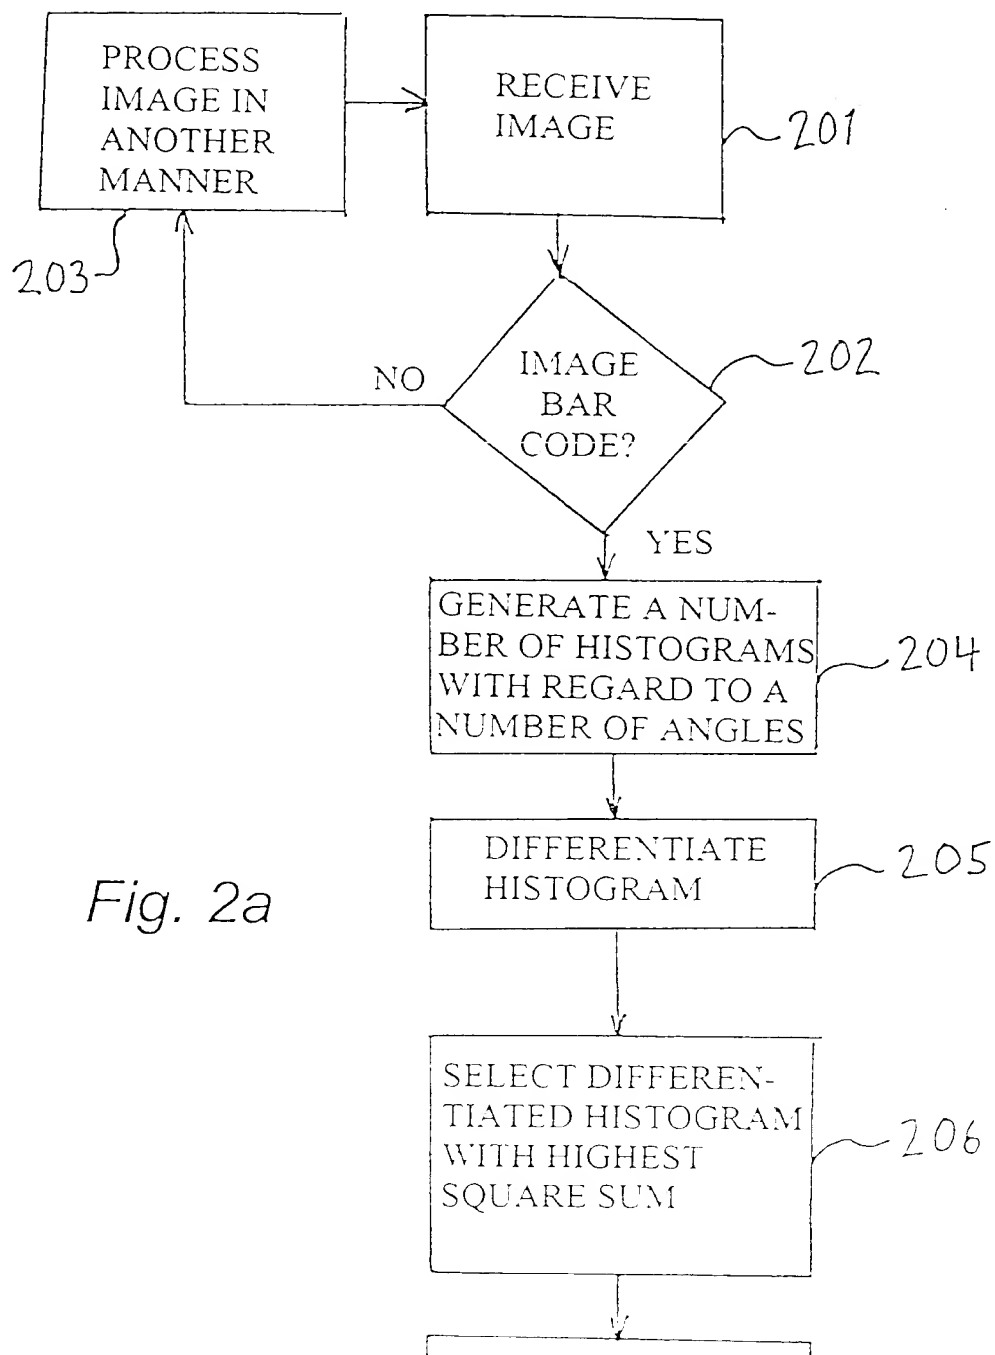 PROCESS
IMAGE IN
ANOTHER
MANNER
RECEIVE
IMAGE
201
203
IMAGE
BAR
CODE?
202
NO
YES
GENERATE A NUM-
BER OF HISTOGRAMS
WITH REGARD TO A
NUMBER OF ANGLES
204
DIFFERENTIATE
HISTOGRAM
205
Fig. 2a
SELECT DIFFEREN-
TIATED HISTOGRAM
WITH HIGHEST
SQUARE SUM
206